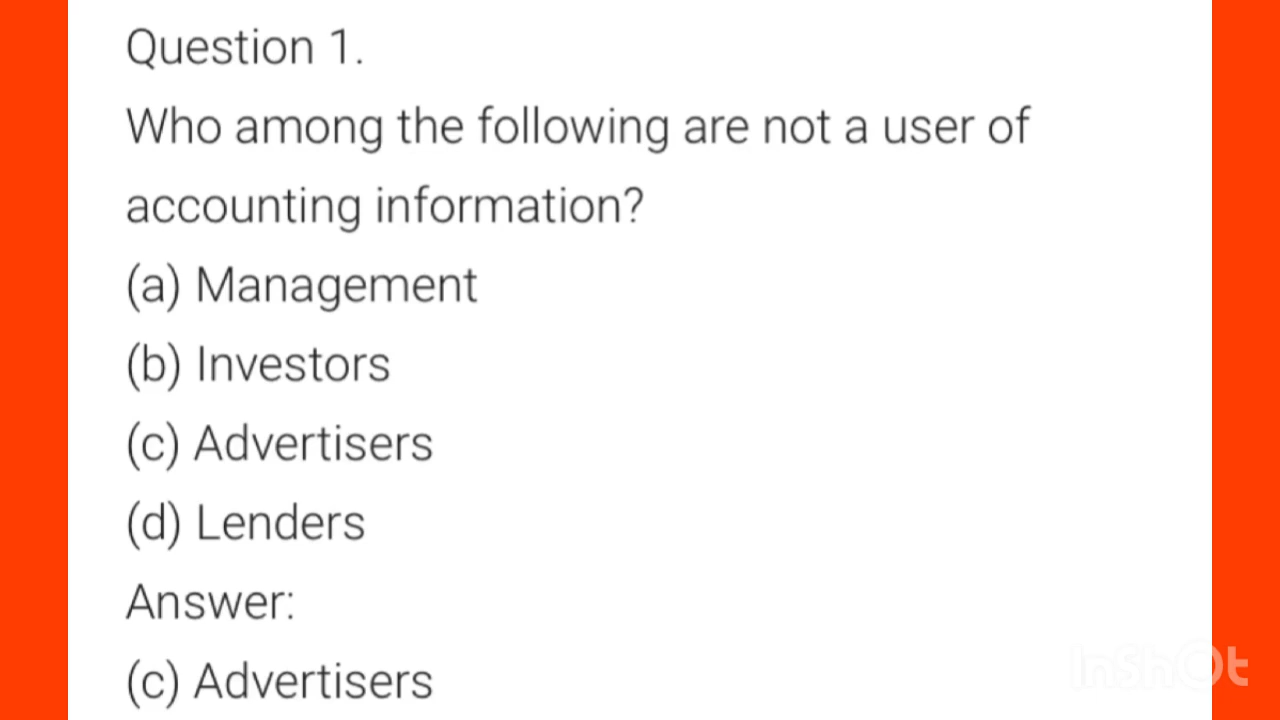 Question 1.
Who among the following are not a user of
accounting information?
(a) Management
(b) Investors
(c) Advertisers
(d) Lenders
Answer:
(c) Advertisers
InShOt